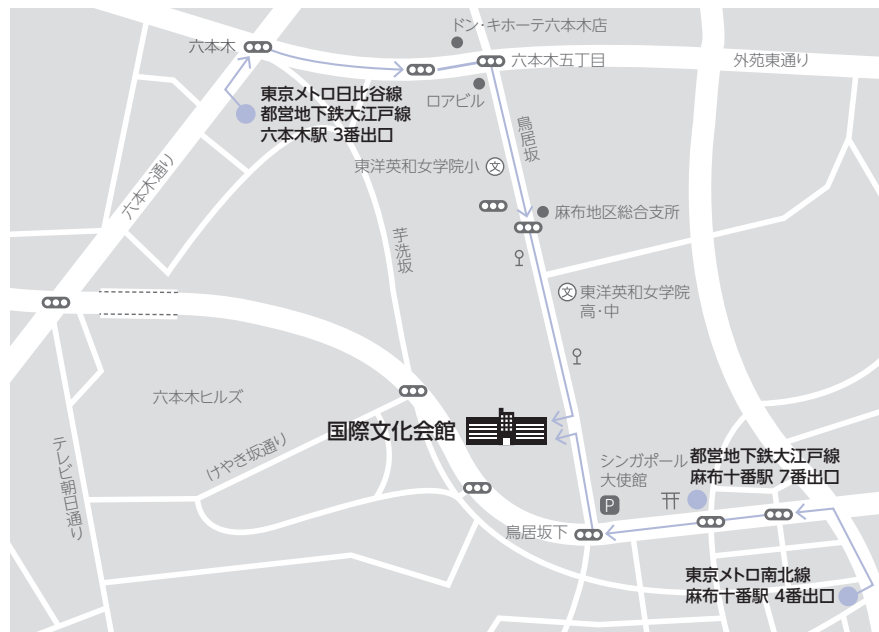 ドン・キホーテ六本木店
六本木
六本木五丁目
外苑東通り
東京メトロ日比谷線
都営地下鉄大江戸線
六本木駅 3番出口
ロアビル
鳥居坂
東洋英和女学院小
文
六本木通り
麻布地区総合支所
芋洗坂
文
東洋英和女学院
高・中
六本木ヒルズ
国際文化会館
けやき坂通り
テレビ朝日通り
シンガポール
大使館
都営地下鉄大江戸線
麻布十番駅 7番出口
P
鳥居坂下
東京メトロ南北線
麻布十番駅 4番出口